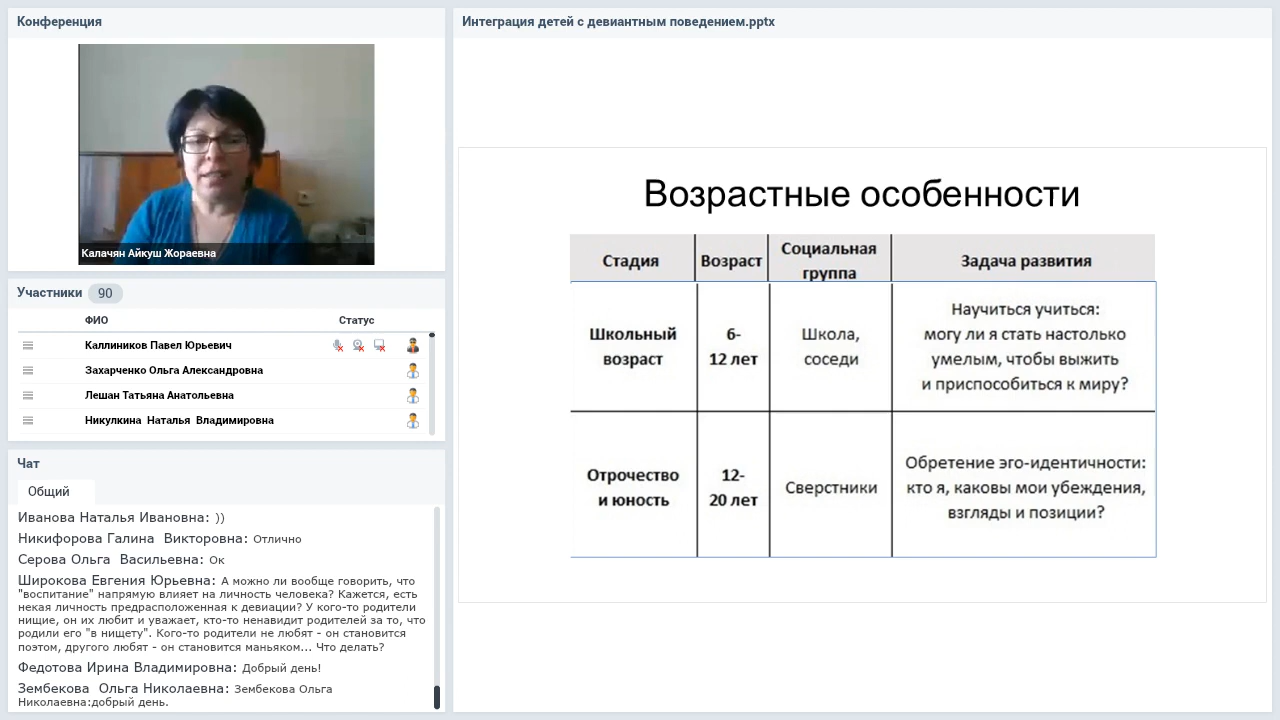 Конференция
Калачян Айкуш Жораевна
Участники 90
ФИО Статус
Каллиников Павел Юрьевич
Захарченко Ольга Александровна
Лешан Татьяна Анатольевна
Никулкина Наталья Владимировна
Чат
Общий
Иванова Наталья Ивановна: ))
Никифорова Галина Викторовна: Отлично
Серова Ольга Васильевна: Ок
Широкова Евгения Юрьевна: А можно ли вообще говорить, что
"воспитание" напрямую влияет на личность человека? Кажется, есть
некая личность предрасположенная к девиации? У кого-то родители
нищие, он их любит и уважает, кто-то ненавидит родителей за то, что
родили его "в нищету". Кого-то родители не любят - он становится
поэтом, другого любят - он становится маньяком... Что делать?
Федотова Ирина Владимировна: Добрый день!
Зембекова Ольга Николаевна: Зембекова Ольга
Николаевна:добрый день.
Интеграция детей с девиантным поведением.pptx
Возрастные особенности
Стадия
Возраст
Социальная
группа
Задача развития
Школьный
возраст
6-
12 лет
Школа,
соседи
Научиться учиться:
могу ли я стать настолько
умелым, чтобы выжить
и приспособиться к миру?
Отрочество
и юность
12-
20 лет
Сверстники
Обретение эго-идентичности:
кто я, каковы мои убеждения,
взгляды и позиции?